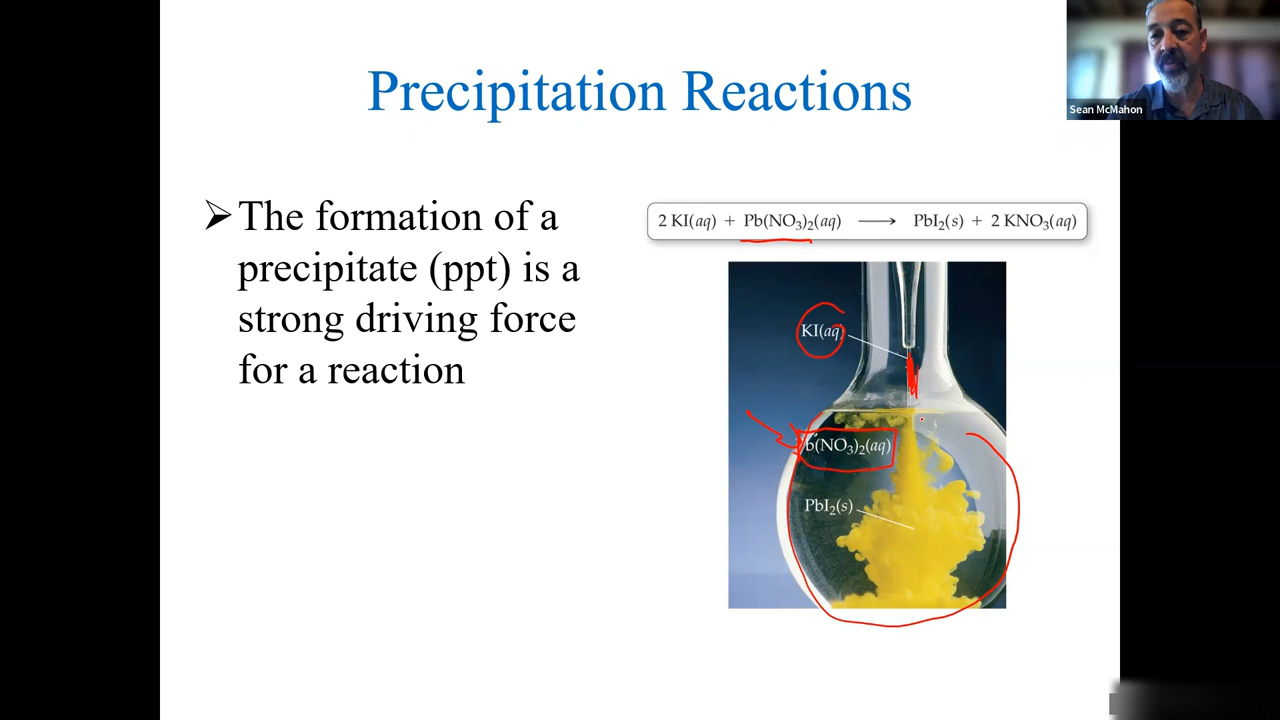 Precipitation Reactions
Sean McMahon
➢The formation of a
precipitate (ppt) is a
strong driving force
for a reaction
2 KI(aq) + Pb(NO₃)₂(aq) ⟶ PbI₂(s) + 2 KNO₃(aq)
KI(aq)
b(NO₃)₂(aq)
PbI₂(s)